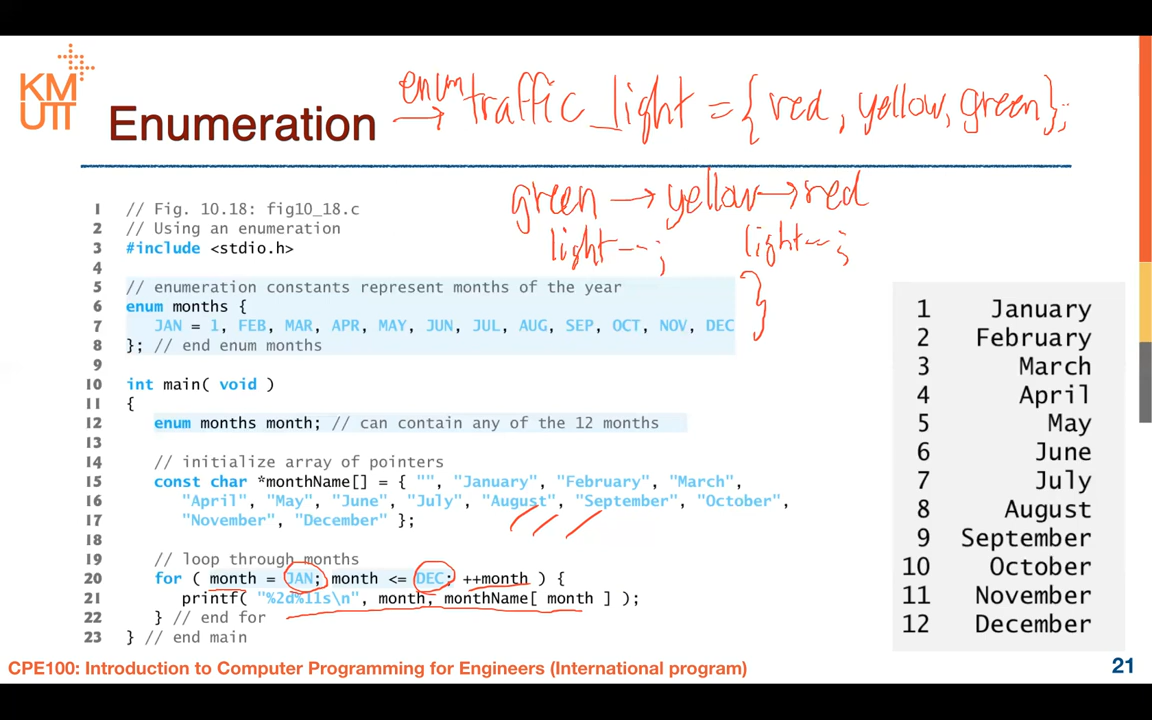 KM
UTT
Enumeration
enum traffic_light = {red, yellow, green};
green → yellow → red
light--; light--;
}
1 // Fig. 10.18: fig10_18.c
2 // Using an enumeration
3 #include <stdio.h>
4
5 // enumeration constants represent months of the year
6 enum months {
7 JAN = 1, FEB, MAR, APR, MAY, JUN, JUL, AUG, SEP, OCT, NOV, DEC
8 }; // end enum months
9
10 int main( void )
11 {
12 enum months month; // can contain any of the 12 months
13
14 // initialize array of pointers
15 const char *monthName[] = { "", "January", "February", "March",
16 "April", "May", "June", "July", "August", "September", "October",
17 "November", "December" };
18
19 // loop through months
20 for ( month = JAN; month <= DEC; ++month ) {
21 printf( "%2d%11s\n", month, monthName[ month ] );
22 } // end for
23 } // end main
1 January
2 February
3 March
4 April
5 May
6 June
7 July
8 August
9 September
10 October
11 November
12 December
CPE100: Introduction to Computer Programming for Engineers (International program)
21